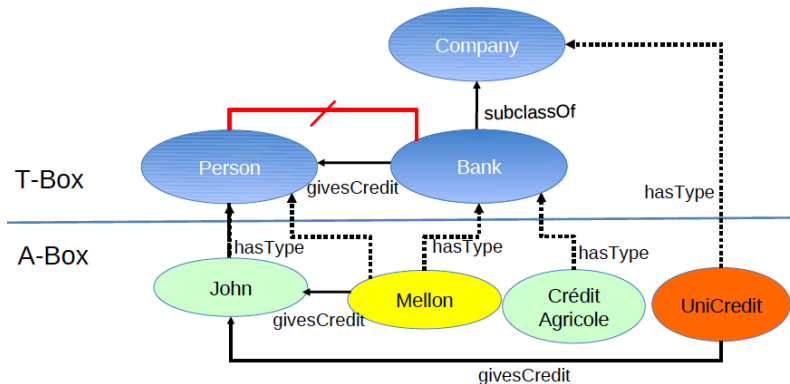 Company
subclassOf
Person
Bank
givesCredit
T-Box
hasType
A-Box
hasType
hasType
hasType
John
Mellon
Crédit
Agricole
UniCredit
givesCredit
givesCredit